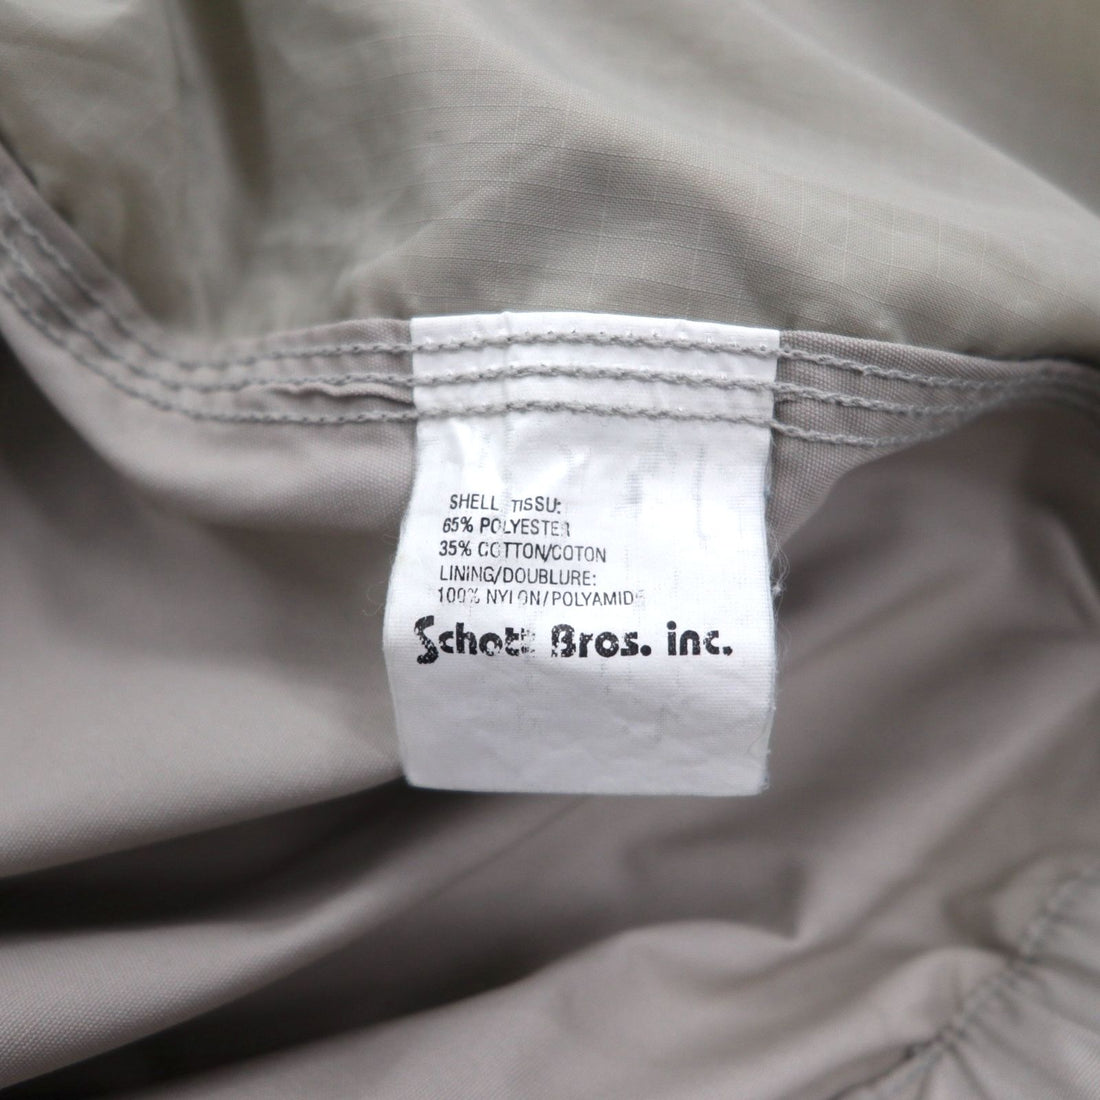 SHELL TISSU:
65% POLYESTER
35% COTTON/COTON
LINING/DOUBLURE:
100% NYLON/POLYAMIDE
Schott Bros. inc.